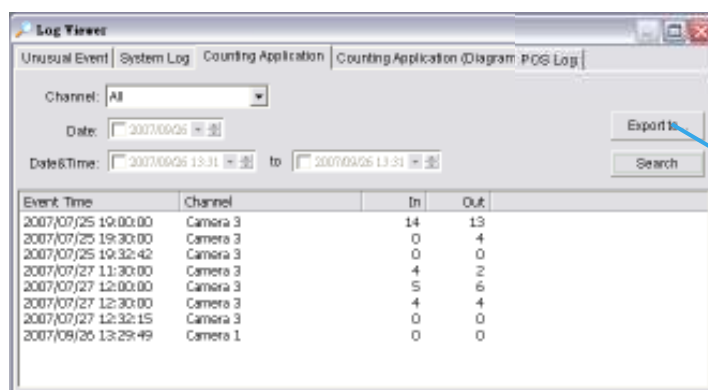 Log Viewer
Unusual Event System Log Counting Application Counting Application (Diagram POS Log
Channel: All
Date: 2007/09/26
Export to...
Date&Time: 2007/09/26 13:31 to 2007/09/26 13:31
Search
Event Time Channel In Out
2007/07/25 19:00:00 Camera 3 14 13
2007/07/25 19:30:00 Camera 3 0 4
2007/07/25 19:32:42 Camera 3 0 0
2007/07/27 11:30:00 Camera 3 4 2
2007/07/27 12:00:00 Camera 3 5 6
2007/07/27 12:30:00 Camera 3 4 4
2007/07/27 12:32:15 Camera 3 0 0
2007/09/26 13:29:49 Camera 1 0 0